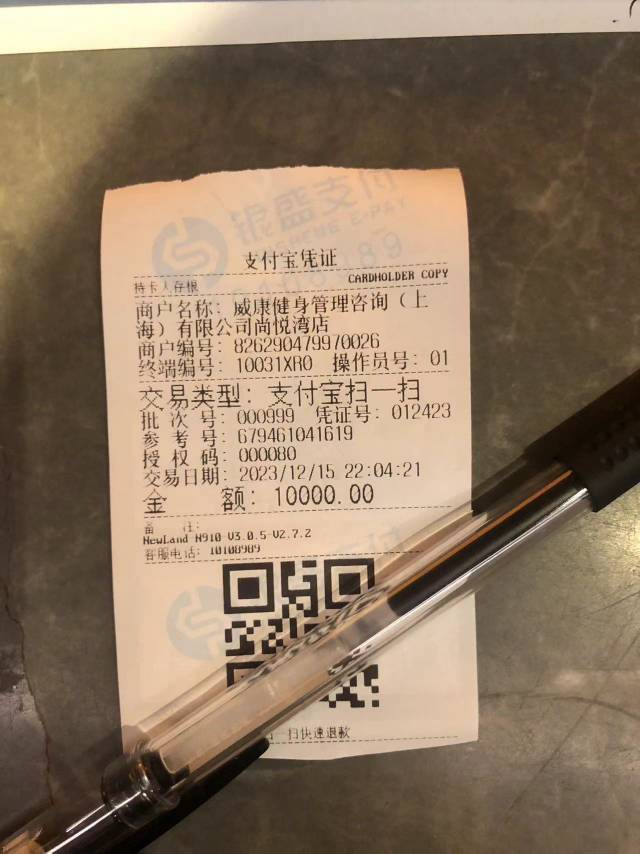 银盛支付
支付宝凭证
持卡人存根 CARDHOLDER COPY
商户名称: 威康健身管理咨询(上
海)有限公司尚悦湾店
商户编号: 826290479970026
终端编号: 10031XR0 操作员号: 01
交易类型: 支付宝扫一扫
批 次 号: 000999 凭证号: 012423
参 考 号: 679461041619
授 权 码: 000080
交易日期: 2023/12/15 22:04:21
金 额: 10000.00
备 注:
NewLand N910-V3.0.5-V2.7.2
客服电话: 10108989
一扫快速退款